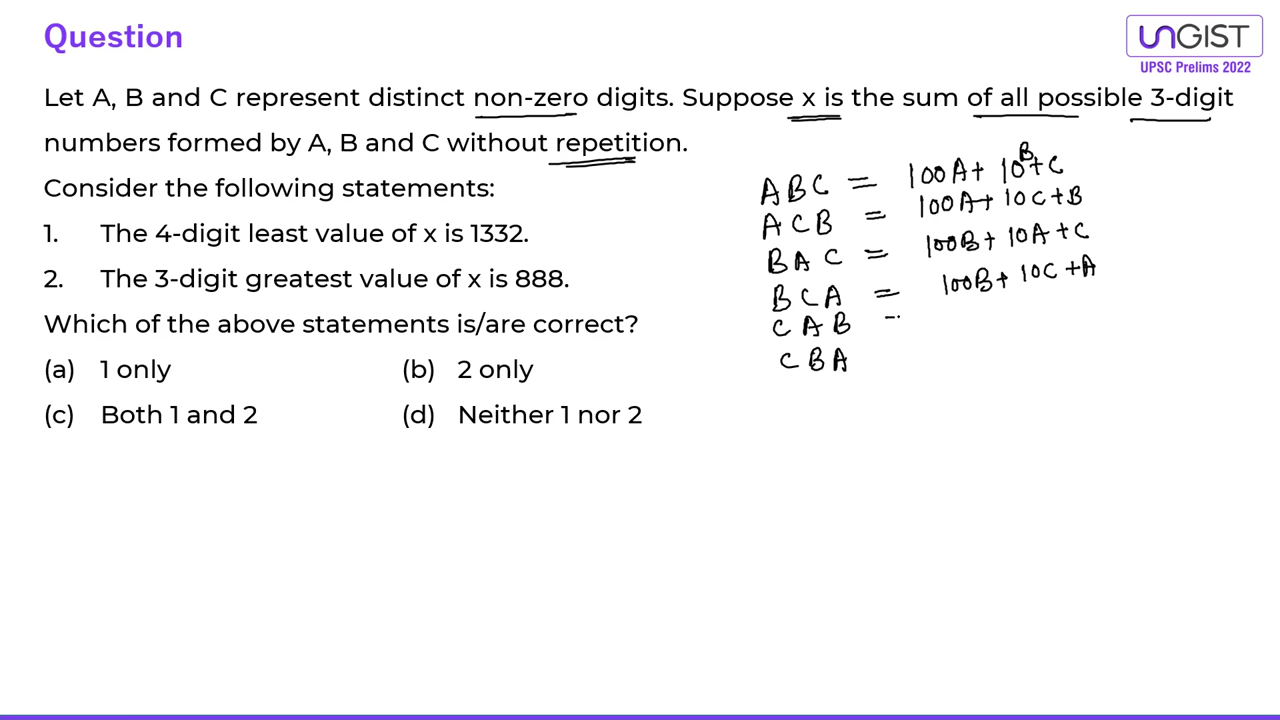 Question
UNGIST
UPSC Prelims 2022
Let A, B and C represent distinct non-zero digits. Suppose x is the sum of all possible 3-digit
numbers formed by A, B and C without repetition.
Consider the following statements:
1. The 4-digit least value of x is 1332.
2. The 3-digit greatest value of x is 888.
Which of the above statements is/are correct?
(a) 1 only (b) 2 only
(c) Both 1 and 2 (d) Neither 1 nor 2
ABC = 100A + 10B + C
ACB = 100A + 10C + B
BAC = 100B + 10A + C
BCA = 100B + 10C + A
CAB =
CBA